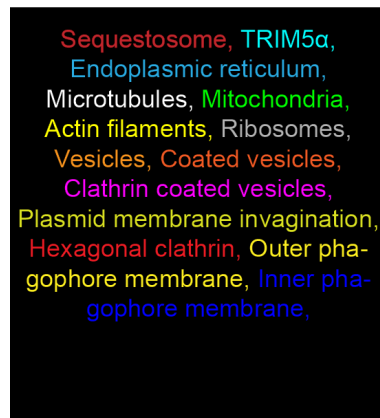 Sequestosome, TRIM5α,
Endoplasmic reticulum,
Microtubules, Mitochondria,
Actin filaments, Ribosomes,
Vesicles, Coated vesicles,
Clathrin coated vesicles,
Plasmid membrane invagination,
Hexagonal clathrin, Outer pha-
gophore membrane, Inner pha-
gophore membrane,